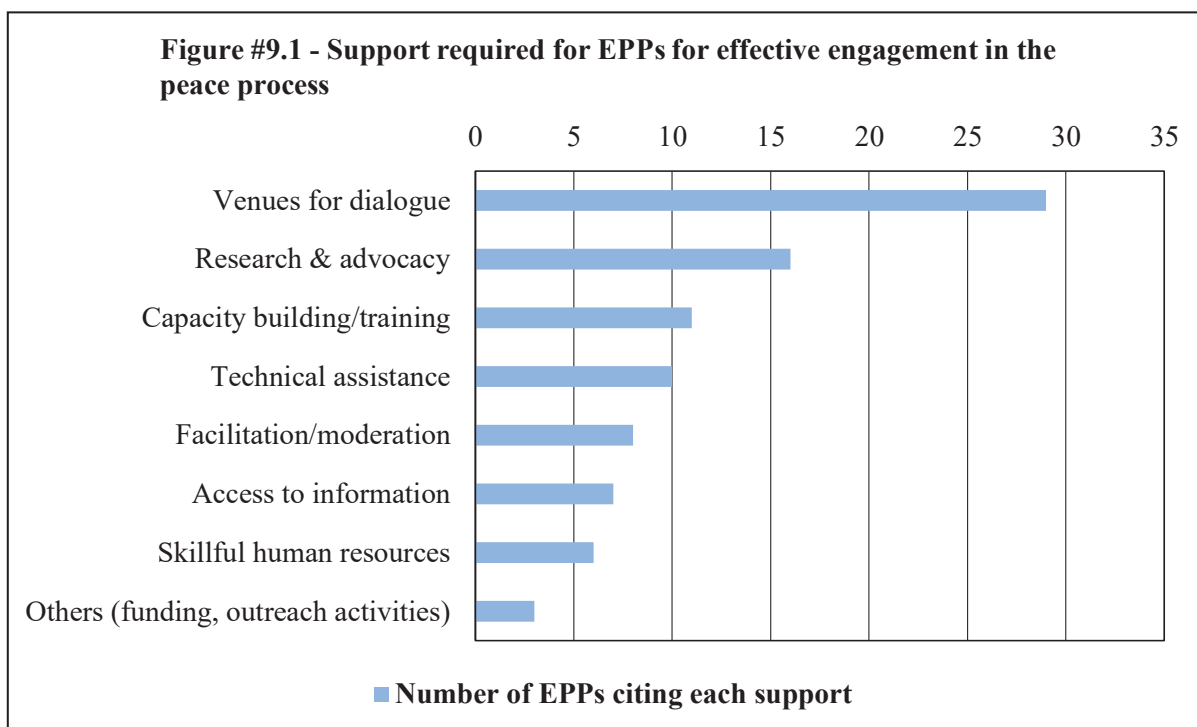 Figure #9.1 - Support required for EPPs for effective engagement in the
peace process
0 5 10 15 20 25 30 35
Venues for dialogue
Research & advocacy
Capacity building/training
Technical assistance
Facilitation/moderation
Access to information
Skillful human resources
Others (funding, outreach activities)
Number of EPPs citing each support